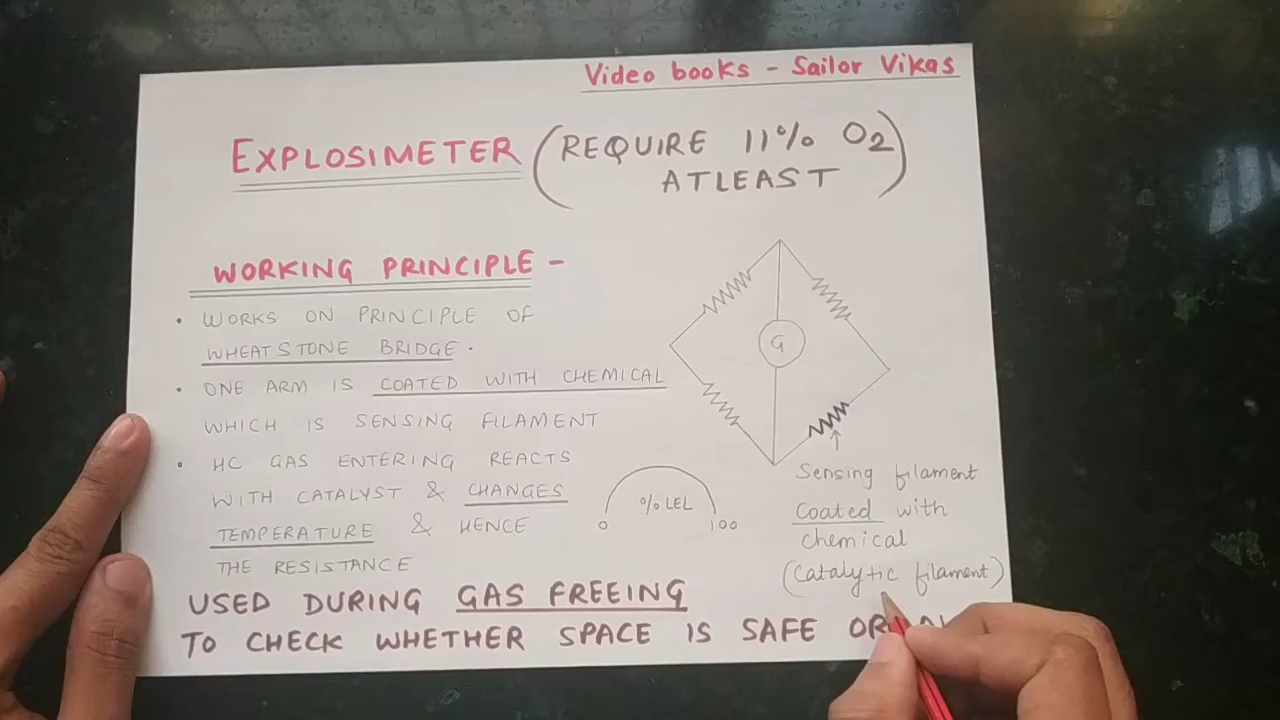 Video books - Sailor Vikas
EXPLOSIMETER (REQUIRE 11% O2
ATLEAST)
WORKING PRINCIPLE -
• WORKS ON PRINCIPLE OF
WHEATSTONE BRIDGE.
• ONE ARM IS COATED WITH CHEMICAL
WHICH IS SENSING FILAMENT
• HC GAS ENTERING REACTS
WITH CATALYST & CHANGES
TEMPERATURE & HENCE
THE RESISTANCE
G
% LEL
0 100
Sensing filament
coated with
chemical
(Catalytic filament)
USED DURING GAS FREEING
TO CHECK WHETHER SPACE IS SAFE OR